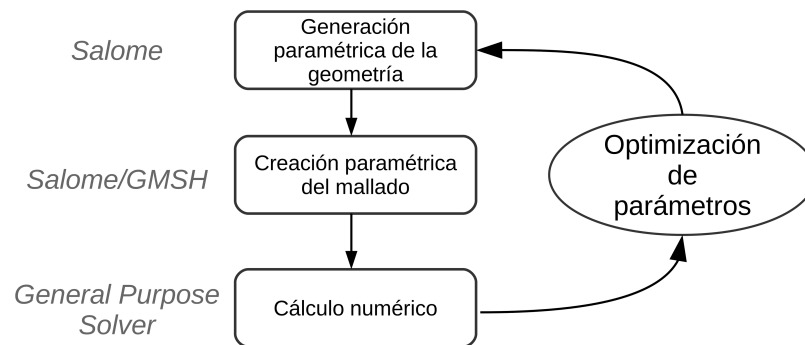 Salome
Generación
paramétrica de la
geometría
Salome/GMSH
Creación paramétrica
del mallado
Optimización
de
parámetros
General Purpose
Solver
Cálculo numérico